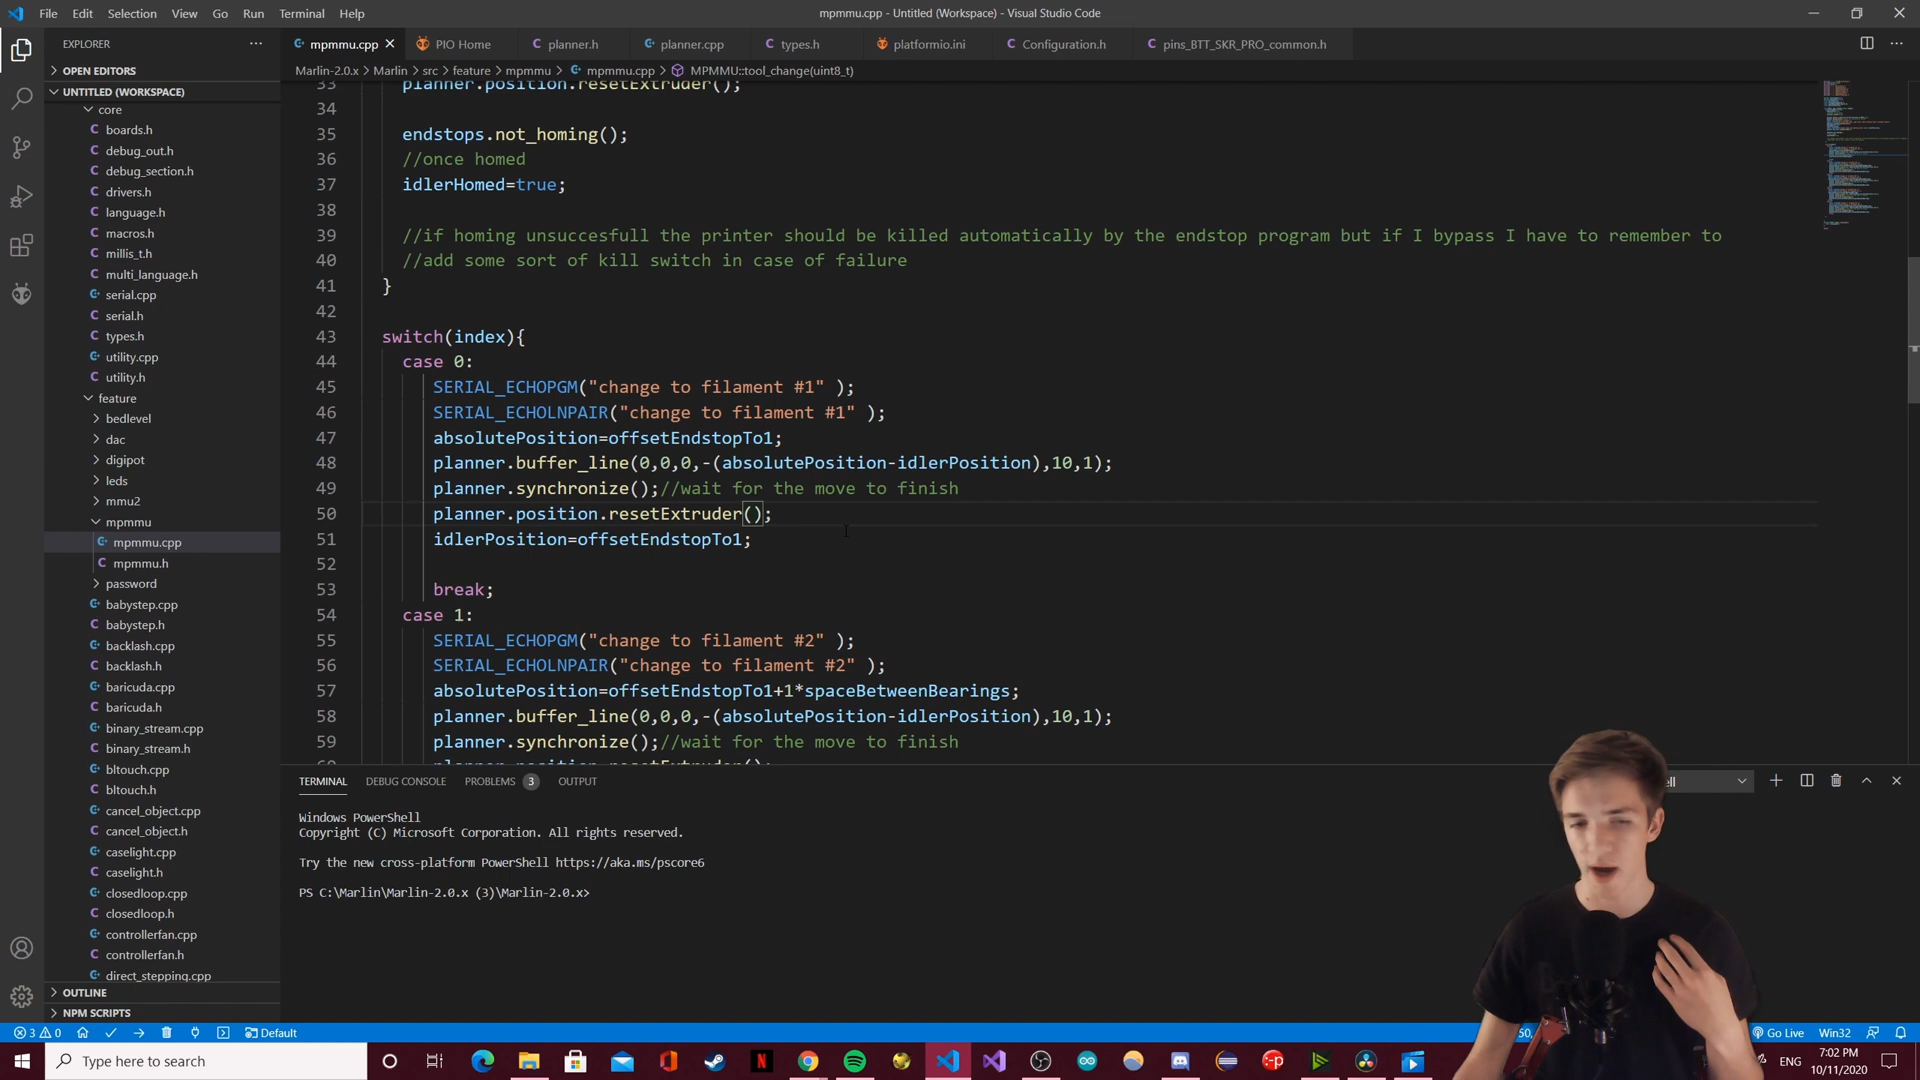 File Edit Selection View Go Run Terminal Help
mpmmu.cpp - Untitled (Workspace) - Visual Studio Code
EXPLORER
mpmmu.cpp PIO Home planner.h planner.cpp types.h platformio.ini Configuration.h pins_BTT_SKR_PRO_common.h
OPEN EDITORS
Marlin-2.0.x > Marlin > src > feature > mpmmu > mpmmu.cpp > MPMMU::tool_change(uint8_t)
UNTITLED (WORKSPACE)
core
boards.h
debug_out.h
debug_section.h
drivers.h
language.h
macros.h
millis_t.h
multi_language.h
serial.cpp
serial.h
types.h
utility.cpp
utility.h
feature
bedlevel
dac
digipot
leds
mmu2
mpmmu
mpmmu.cpp
mpmmu.h
password
babystep.cpp
babystep.h
backlash.cpp
backlash.h
baricuda.cpp
baricuda.h
binary_stream.cpp
binary_stream.h
bltouch.cpp
bltouch.h
cancel_object.cpp
cancel_object.h
caselight.cpp
caselight.h
closedloop.cpp
closedloop.h
controllerfan.cpp
controllerfan.h
direct_stepping.cpp
OUTLINE
NPM SCRIPTS
33 planner.position.resetExtruder();
34
35 endstops.not_homing();
36 //once homed
37 idlerHomed=true;
38
39 //if homing unsuccesfull the printer should be killed automatically by the endstop program but if I bypass I have to remember to
40 //add some sort of kill switch in case of failure
41 }
42
43 switch(index){
44 case 0:
45 SERIAL_ECHOPGM("change to filament #1" );
46 SERIAL_ECHOLNPAIR("change to filament #1" );
47 absolutePosition=offsetEndstopTo1;
48 planner.buffer_line(0,0,0,-(absolutePosition-idlerPosition),10,1);
49 planner.synchronize();//wait for the move to finish
50 planner.position.resetExtruder();
51 idlerPosition=offsetEndstopTo1;
52
53 break;
54 case 1:
55 SERIAL_ECHOPGM("change to filament #2" );
56 SERIAL_ECHOLNPAIR("change to filament #2" );
57 absolutePosition=offsetEndstopTo1+1*spaceBetweenBearings;
58 planner.buffer_line(0,0,0,-(absolutePosition-idlerPosition),10,1);
59 planner.synchronize();//wait for the move to finish
60 planner.position.resetExtruder();
TERMINAL DEBUG CONSOLE PROBLEMS 3 OUTPUT
Windows PowerShell
Copyright (C) Microsoft Corporation. All rights reserved.
Try the new cross-platform PowerShell https://aka.ms/pscore6
PS C:\Marlin\Marlin-2.0.x (3)\Marlin-2.0.x>
3 0 Default
Go Live Win32
Type here to search
ENG
7:02 PM
10/11/2020